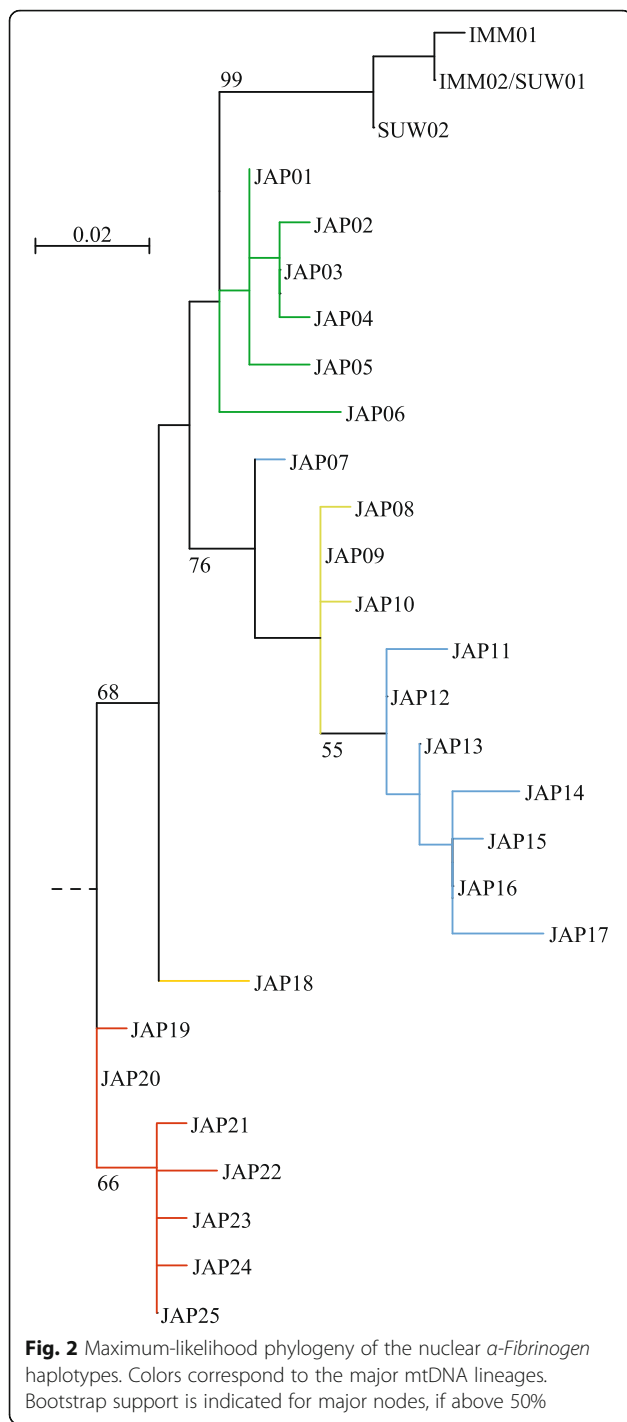 IMM01
99
IMM02/SUW01
SUW02
JAP01
JAP02
0.02
JAP03
JAP04
JAP05
JAP06
JAP07
JAP08
JAP09
76
JAP10
JAP11
68
JAP12
JAP13
55
JAP14
JAP15
JAP16
JAP17
JAP18
JAP19
JAP20
JAP21
JAP22
66
JAP23
JAP24
JAP25
Fig. 2 Maximum-likelihood phylogeny of the nuclear α-Fibrinogen
haplotypes. Colors correspond to the major mtDNA lineages.
Bootstrap support is indicated for major nodes, if above 50%